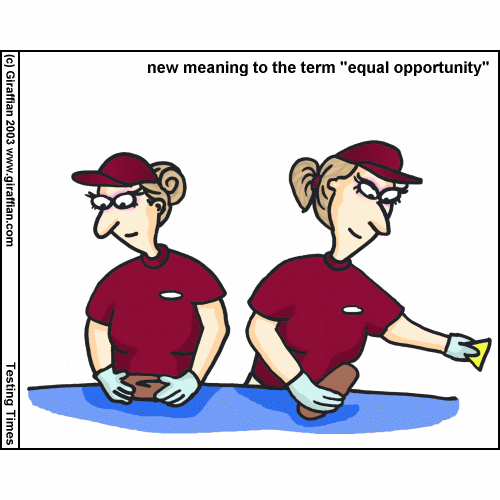 new meaning to the term "equal opportunity"
(c) Giraffian 2003 www.giraffian.com
Testing Times